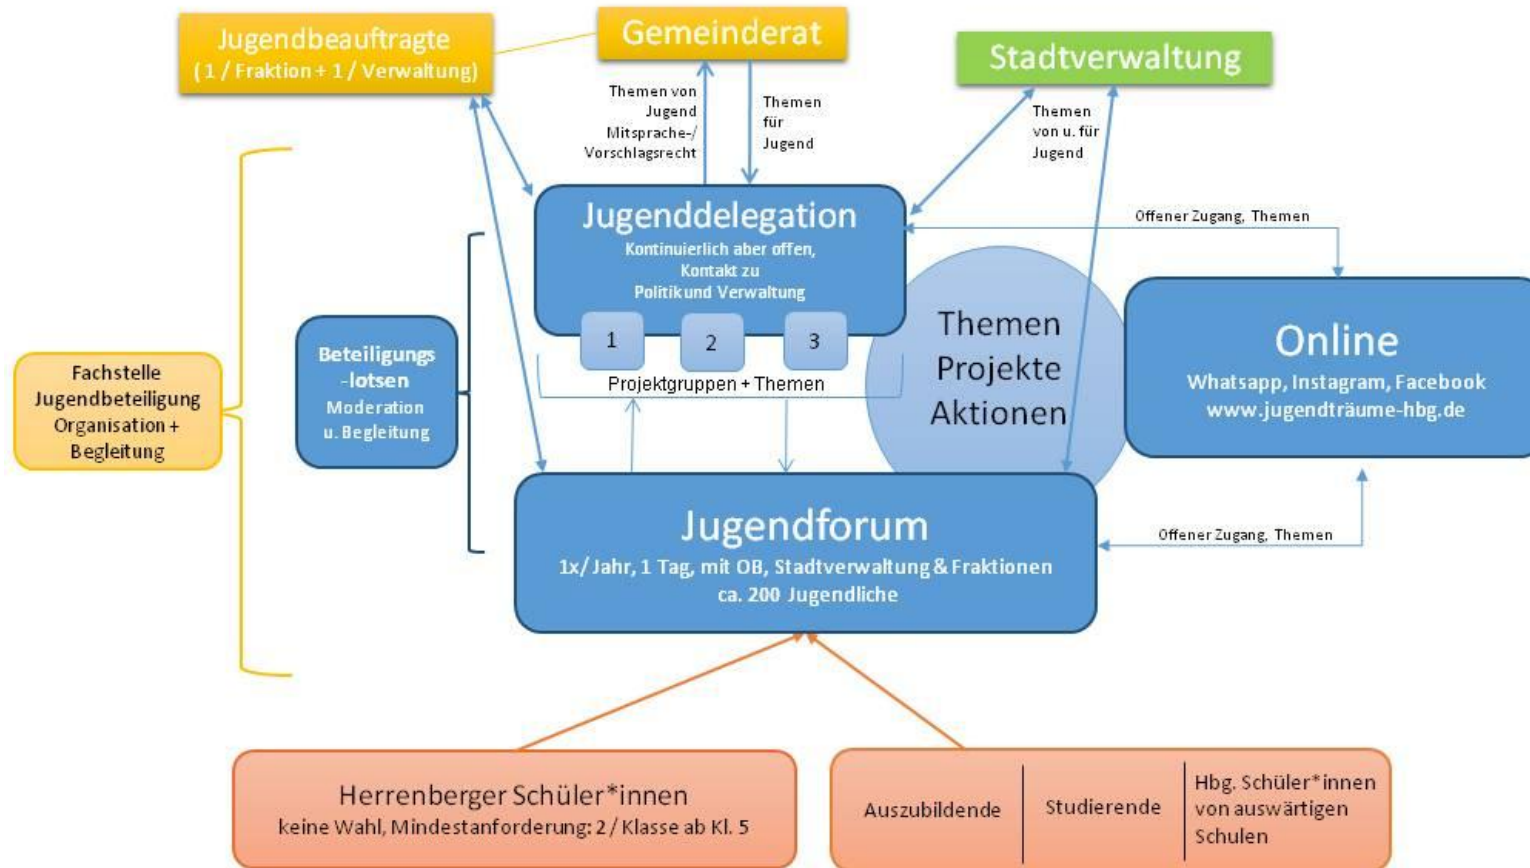 Jugendbeauftragte
( 1 / Fraktion + 1 / Verwaltung)
Gemeinderat
Stadtverwaltung
Themen von
Jugend
Mitsprache-/
Vorschlagsrecht
Themen
für
Jugend
Themen
von u. für
Jugend
Jugenddelegation
Kontinuierlich aber offen,
Kontakt zu
Politik und Verwaltung
1
2
3
Projektgruppen + Themen
Offener Zugang, Themen
Themen
Projekte
Aktionen
Online
Whatsapp, Instagram, Facebook
www.jugendträume-hbg.de
Beteiligungs
-lotsen
Moderation
u. Begleitung
Fachstelle
Jugendbeteiligung
Organisation +
Begleitung
Jugendforum
1x/ Jahr, 1 Tag, mit OB, Stadtverwaltung & Fraktionen
ca. 200 Jugendliche
Offener Zugang, Themen
Herrenberger Schüler*innen
keine Wahl, Mindestanforderung: 2 / Klasse ab Kl. 5
Auszubildende
Studierende
Hbg. Schüler*innen
von auswärtigen
Schulen